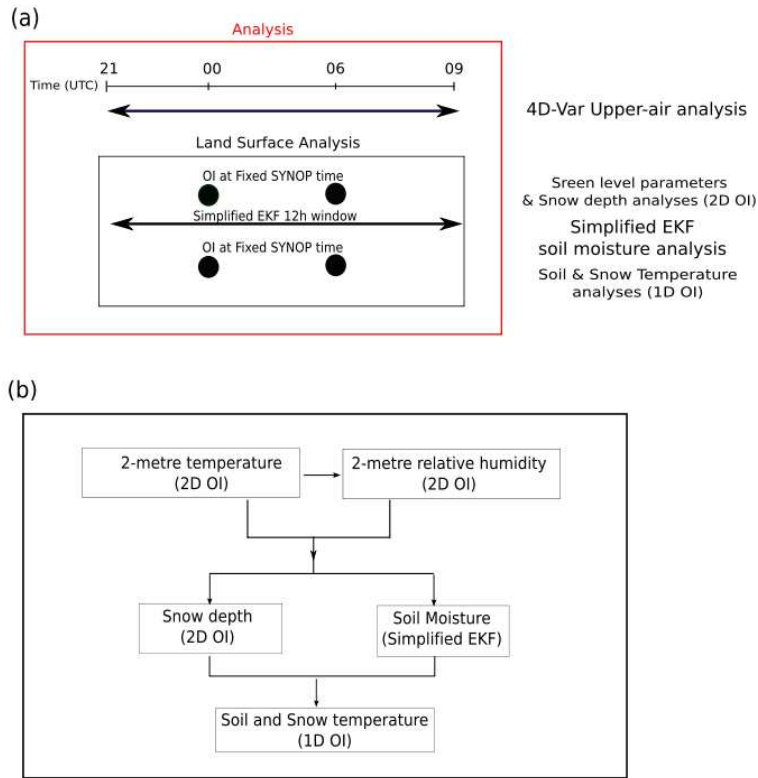 (a)
Analysis
21 00 06 09
Time (UTC)
4D-Var Upper-air analysis
Land Surface Analysis
OI at Fixed SYNOP time
Sreen level parameters
& Snow depth analyses (2D OI)
Simplified EKF 12h window
Simplified EKF
soil moisture analysis
OI at Fixed SYNOP time
Soil & Snow Temperature
analyses (1D OI)
(b)
2-metre temperature
(2D OI)
2-metre relative humidity
(2D OI)
Snow depth
(2D OI)
Soil Moisture
(Simplified EKF)
Soil and Snow temperature
(1D OI)